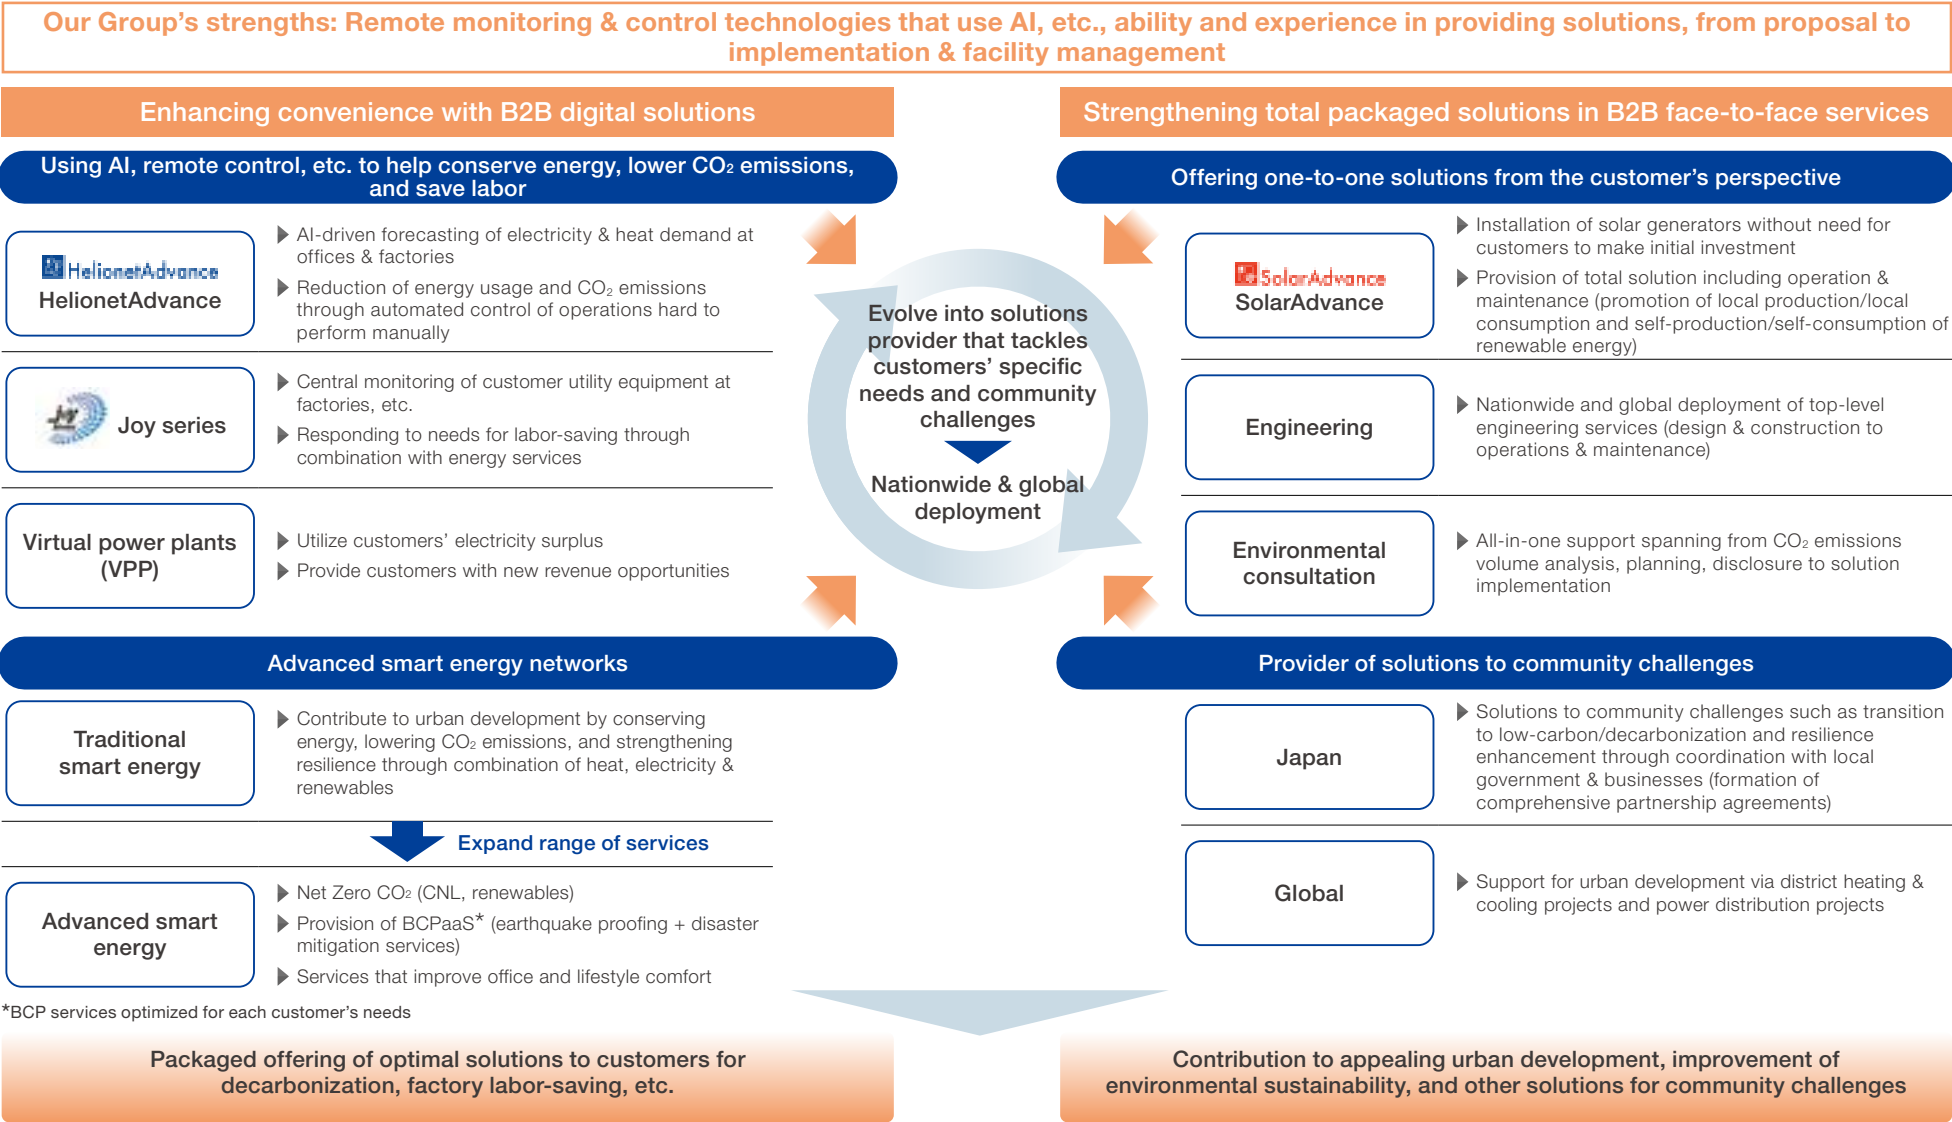 Our Group's strengths: Remote monitoring & control technologies that use AI, etc., ability and experience in providing solutions, from proposal to
implementation & facility management
Enhancing convenience with B2B digital solutions
Using AI, remote control, etc. to help conserve energy, lower CO₂ emissions,
and save labor
HelionetAdvance
HelionetAdvance
▶ AI-driven forecasting of electricity & heat demand at
offices & factories
▶ Reduction of energy usage and CO₂ emissions
through automated control of operations hard to
perform manually
Joy
Joy series
▶ Central monitoring of customer utility equipment at
factories, etc.
▶ Responding to needs for labor-saving through
combination with energy services
Virtual power plants
(VPP)
▶ Utilize customers' electricity surplus
▶ Provide customers with new revenue opportunities
Advanced smart energy networks
Traditional
smart energy
▶ Contribute to urban development by conserving
energy, lowering CO₂ emissions, and strengthening
resilience through combination of heat, electricity &
renewables
Expand range of services
Advanced smart
energy
▶ Net Zero CO₂ (CNL, renewables)
▶ Provision of BCPaaS* (earthquake proofing + disaster
mitigation services)
▶ Services that improve office and lifestyle comfort
*BCP services optimized for each customer's needs
Packaged offering of optimal solutions to customers for
decarbonization, factory labor-saving, etc.
Evolve into solutions
provider that tackles
customers' specific
needs and community
challenges
Nationwide & global
deployment
Strengthening total packaged solutions in B2B face-to-face services
Offering one-to-one solutions from the customer's perspective
SolarAdvance
SolarAdvance
▶ Installation of solar generators without need for
customers to make initial investment
▶ Provision of total solution including operation &
maintenance (promotion of local production/local
consumption and self-production/self-consumption of
renewable energy)
Engineering
▶ Nationwide and global deployment of top-level
engineering services (design & construction to
operations & maintenance)
Environmental
consultation
▶ All-in-one support spanning from CO₂ emissions
volume analysis, planning, disclosure to solution
implementation
Provider of solutions to community challenges
Japan
▶ Solutions to community challenges such as transition
to low-carbon/decarbonization and resilience
enhancement through coordination with local
government & businesses (formation of
comprehensive partnership agreements)
Global
▶ Support for urban development via district heating &
cooling projects and power distribution projects
Contribution to appealing urban development, improvement of
environmental sustainability, and other solutions for community challenges